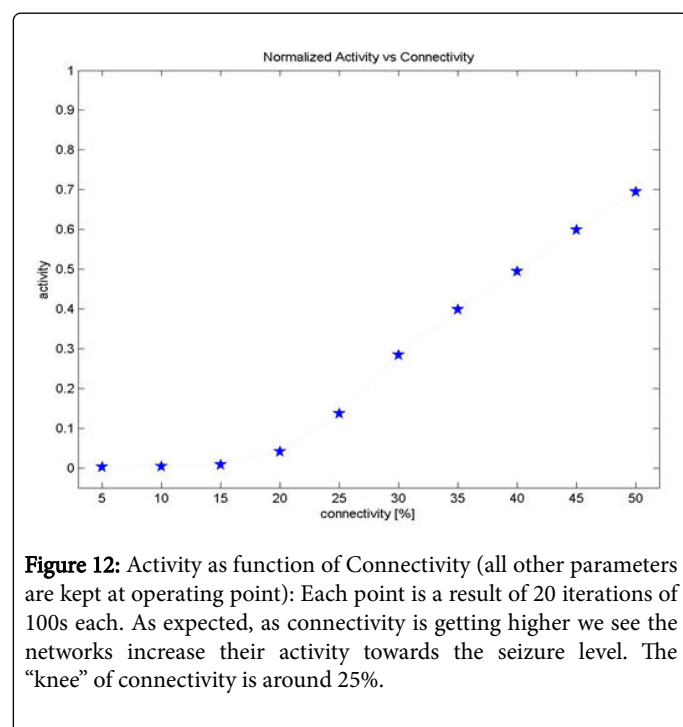 Normalized Activity vs Connectivity
1
0.9
0.8
0.7
0.6
0.5
0.4
0.3
0.2
0.1
0
activity
5 10 15 20 25 30 35 40 45 50
connectivity [%]
Figure 12: Activity as function of Connectivity (all other parameters
are kept at operating point): Each point is a result of 20 iterations of
100s each. As expected, as connectivity is getting higher we see the
networks increase their activity towards the seizure level. The
“knee” of connectivity is around 25%.